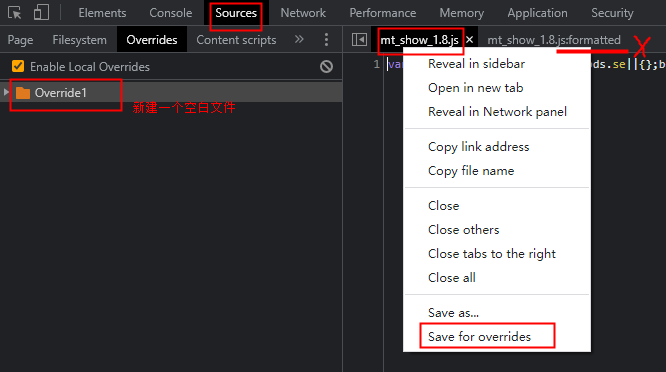 Elements Console Sources Network Performance Memory Application Security
Page Filesystem Overrides Content scripts »
mt_show_1.8.js × mt_show_1.8.js:formatted X
Enable Local Overrides
1 var ds.se||{};b
Override1
新建一个空白文件
Reveal in sidebar
Open in new tab
Reveal in Network panel
Copy link address
Copy file name
Close
Close others
Close tabs to the right
Close all
Save as...
Save for overrides